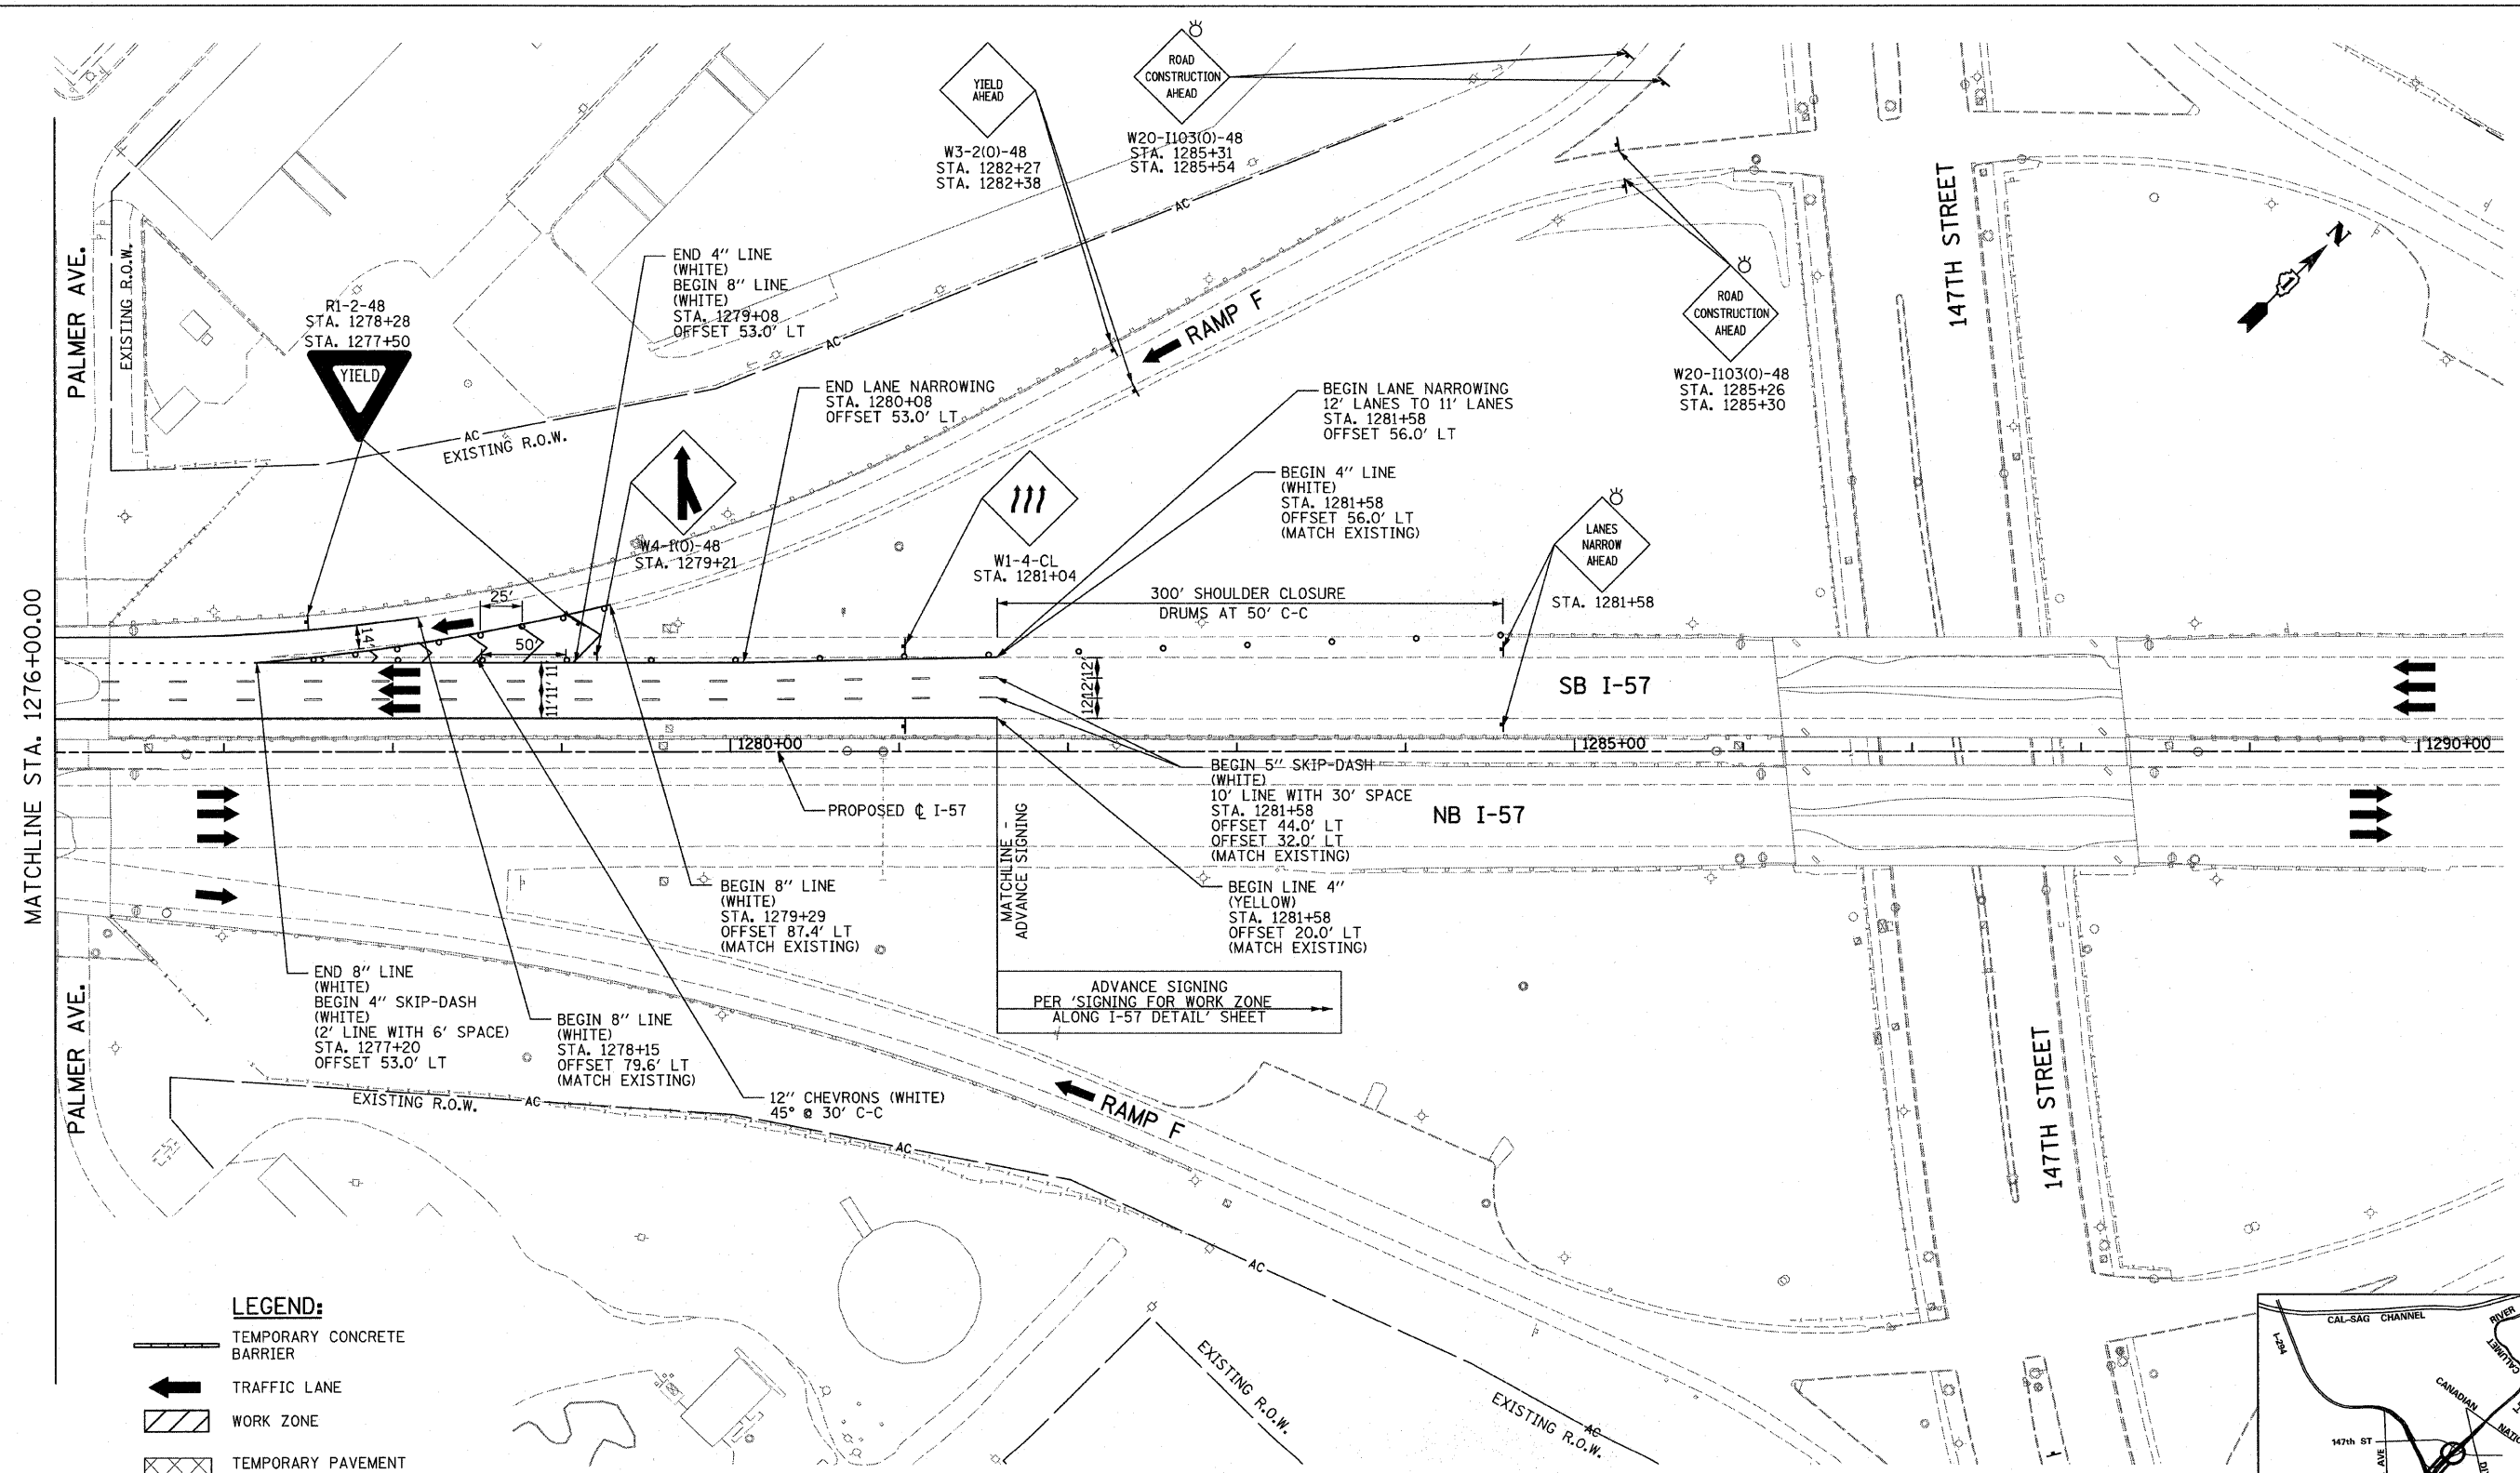 ROAD
CONSTRUCTION
AHEAD
W20-I103(O)-48
STA. 1285+31
STA. 1285+54
YIELD
AHEAD
W3-2(O)-48
STA. 1282+27
STA. 1282+38
AC
147TH STREET
N
1
PALMER AVE.
EXISTING R.O.W.
R1-2-48
STA. 1278+28
STA. 1277+50
YIELD
END 4" LINE
(WHITE)
BEGIN 8" LINE
(WHITE)
STA. 1279+08
OFFSET 53.0' LT
AC
RAMP F
ROAD
CONSTRUCTION
AHEAD
W20-I103(O)-48
STA. 1285+26
STA. 1285+30
END LANE NARROWING
STA. 1280+08
OFFSET 53.0' LT
BEGIN LANE NARROWING
12' LANES TO 11' LANES
STA. 1281+58
OFFSET 56.0' LT
AC
EXISTING R.O.W.
BEGIN 4" LINE
(WHITE)
STA. 1281+58
OFFSET 56.0' LT
(MATCH EXISTING)
W4-1(O)-48
STA. 1279+21
W1-4-CL
STA. 1281+04
LANES
NARROW
AHEAD
STA. 1281+58
300' SHOULDER CLOSURE
DRUMS AT 50' C-C
MATCHLINE STA. 1276+00.00
25'
14'
50'
11' 11' 11'
12' 12' 12'
SB I-57
1280+00
1285+00
1290+00
PROPOSED ℄ I-57
MATCHLINE -
ADVANCE SIGNING
BEGIN 5" SKIP-DASH
(WHITE)
10' LINE WITH 30' SPACE
STA. 1281+58
OFFSET 44.0' LT
OFFSET 32.0' LT
(MATCH EXISTING)
NB I-57
BEGIN 8" LINE
(WHITE)
STA. 1279+29
OFFSET 87.4' LT
(MATCH EXISTING)
BEGIN LINE 4"
(YELLOW)
STA. 1281+58
OFFSET 20.0' LT
(MATCH EXISTING)
END 8" LINE
(WHITE)
BEGIN 4" SKIP-DASH
(WHITE)
(2' LINE WITH 6' SPACE)
STA. 1277+20
OFFSET 53.0' LT
BEGIN 8" LINE
(WHITE)
STA. 1278+15
OFFSET 79.6' LT
(MATCH EXISTING)
ADVANCE SIGNING
PER 'SIGNING FOR WORK ZONE
ALONG I-57 DETAIL' SHEET
PALMER AVE.
EXISTING R.O.W.
AC
12" CHEVRONS (WHITE)
45° @ 30' C-C
AC
RAMP F
147TH STREET
AC
EXISTING R.O.W.
AC
EXISTING R.O.W.
LEGEND:
TEMPORARY CONCRETE
BARRIER
TRAFFIC LANE
WORK ZONE
TEMPORARY PAVEMENT
CAL-SAG CHANNEL
RIVER
CALUMET
I-294
CANADIAN
147th ST
AVE